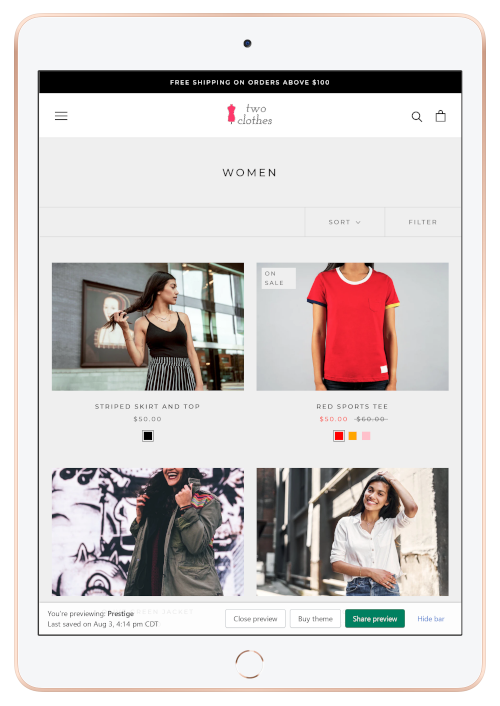 FREE SHIPPING ON ORDERS ABOVE $100
two
clothes
WOMEN
SORT
FILTER
ON
SALE
STRIPED SKIRT AND TOP
$50.00
RED SPORTS TEE
$50.00 $60.00
JACKET
You're previewing: Prestige
Last saved on Aug 3, 4:14 pm CDT
Close preview
Buy theme
Share preview
Hide bar